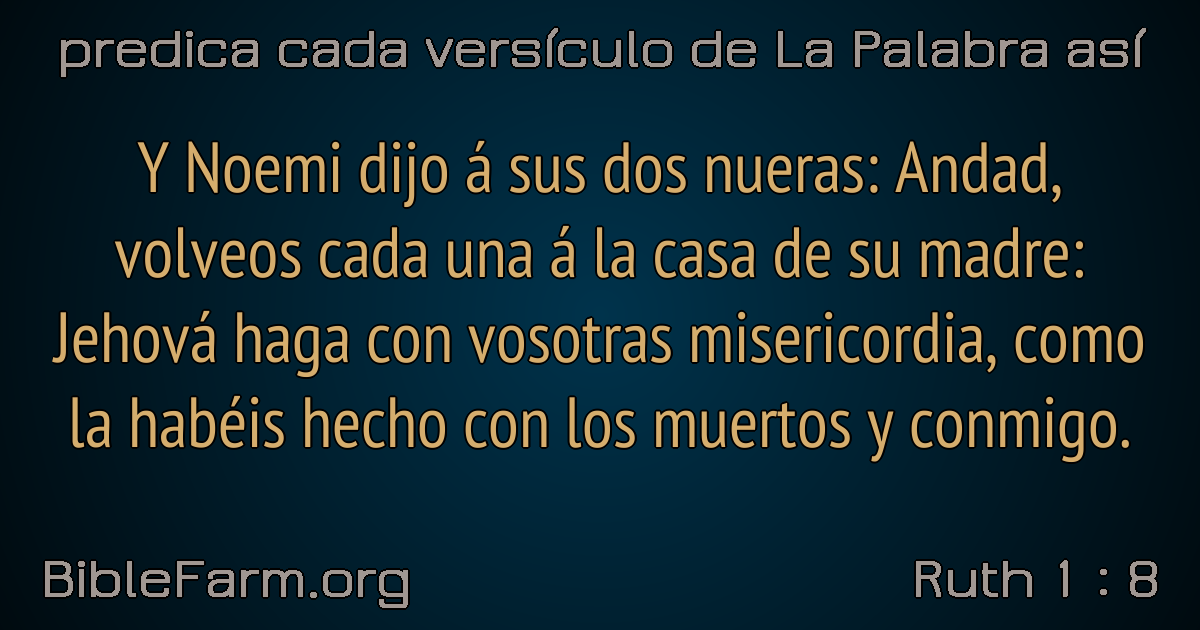 predica cada versículo de La Palabra así
Y Noemi dijo á sus dos nueras: Andad,
volveos cada una á la casa de su madre:
Jehová haga con vosotras misericordia, como
la habéis hecho con los muertos y conmigo.
BibleFarm.org
Ruth 1 : 8